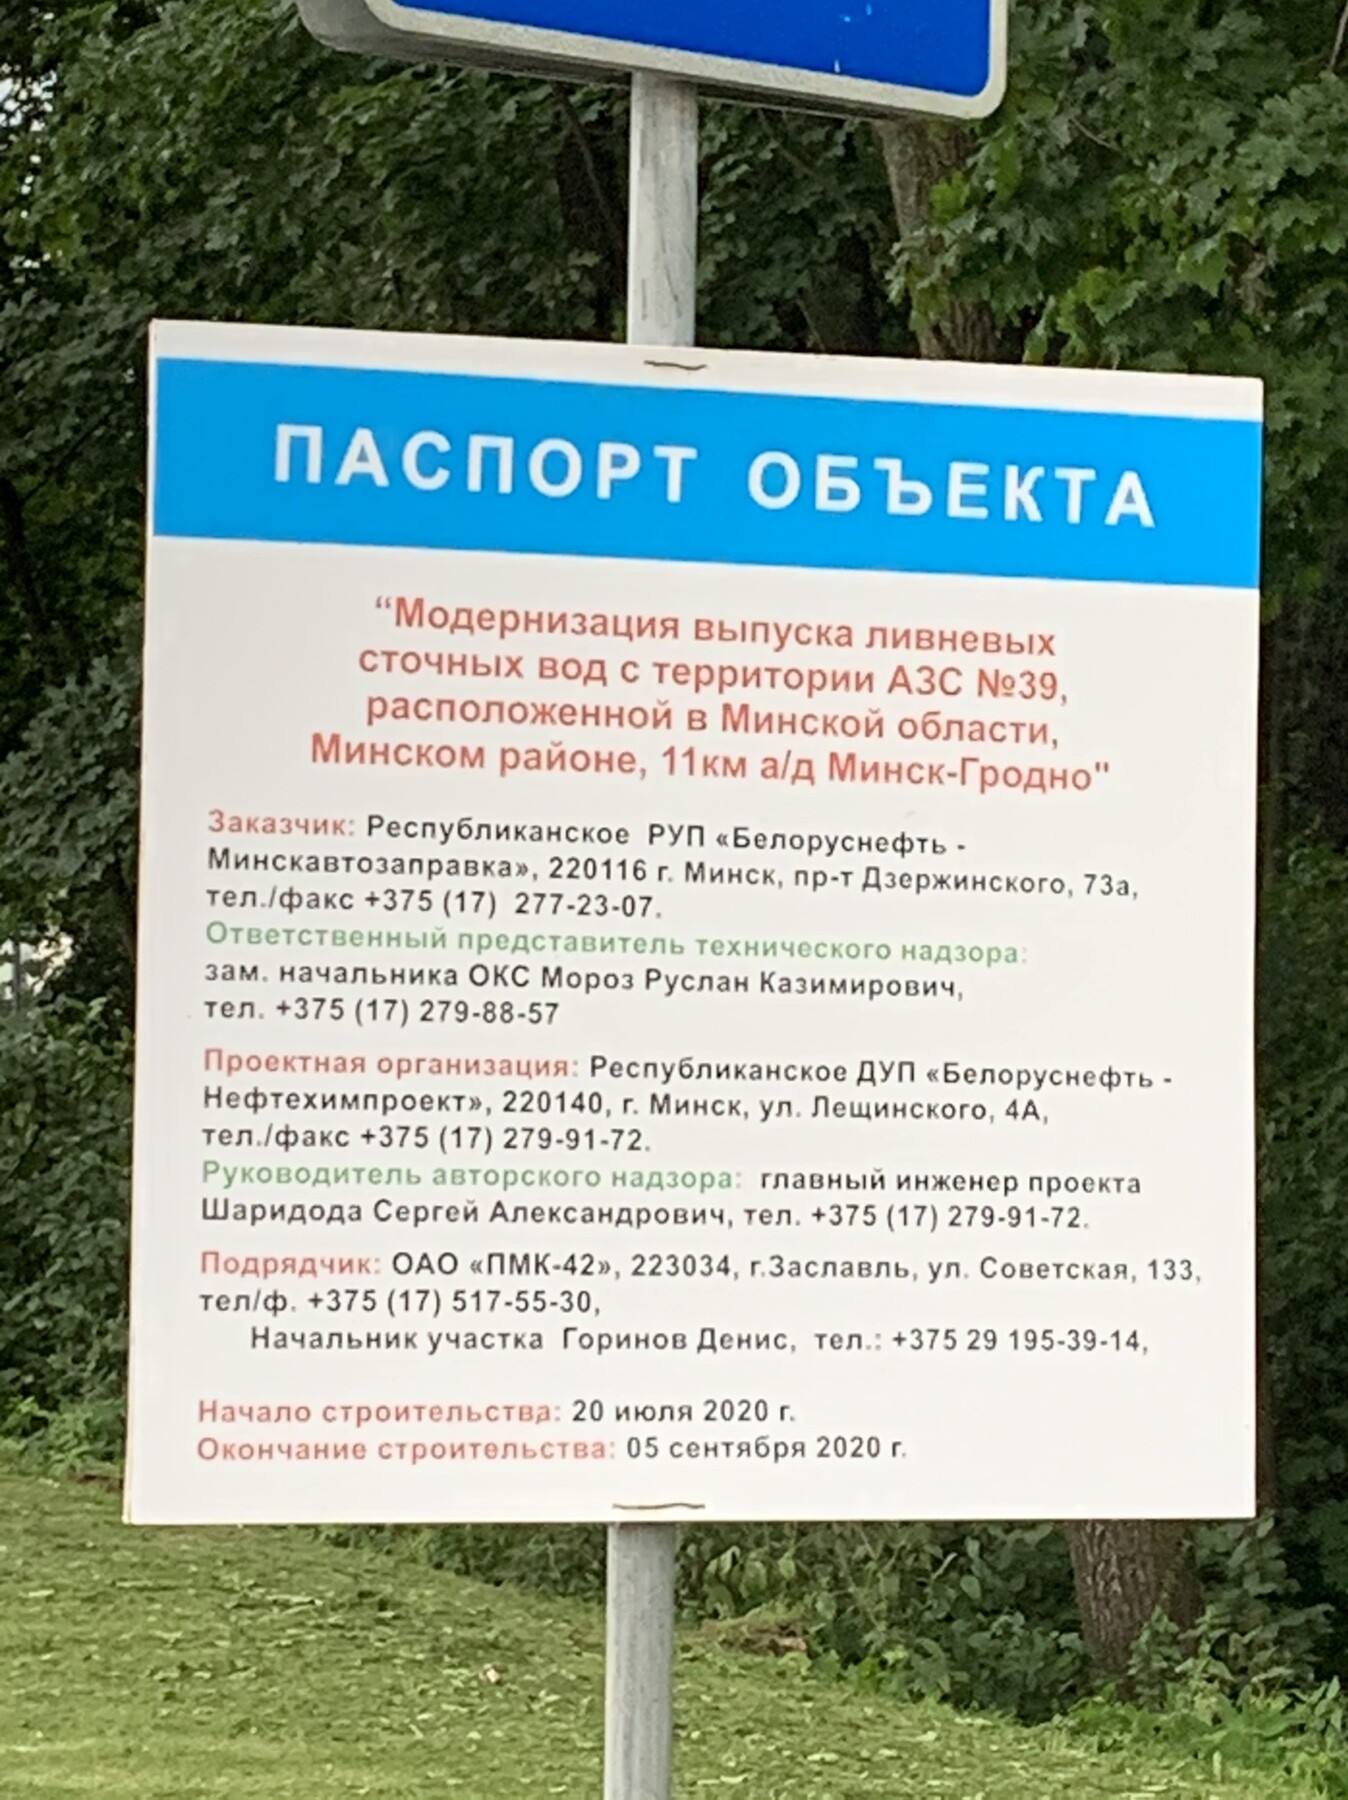 ПАСПОРТ ОБЪЕКТА
“Модернизация выпуска ливневых
сточных вод с территории АЗС №39,
расположенной в Минской области,
Минском районе, 11км а/д Минск-Гродно"
Заказчик: Республиканское РУП «Белоруснефть -
Минскавтозаправка», 220116 г. Минск, пр-т Дзержинского, 73а,
тел./факс +375 (17) 277-23-07.
Ответственный представитель технического надзора:
зам. начальника ОКС Мороз Руслан Казимирович,
тел. +375 (17) 279-88-57
Проектная организация: Республиканское ДУП «Белоруснефть -
Нефтехимпроект», 220140, г. Минск, ул. Лещинского, 4А,
тел./факс +375 (17) 279-91-72.
Руководитель авторского надзора: главный инженер проекта
Шаридода Сергей Александрович, тел. +375 (17) 279-91-72.
Подрядчик: ОАО «ПМК-42», 223034, г.Заславль, ул. Советская, 133,
тел/ф. +375 (17) 517-55-30,
Начальник участка Горинов Денис, тел.: +375 29 195-39-14,
Начало строительства: 20 июля 2020 г.
Окончание строительства: 05 сентября 2020 г.